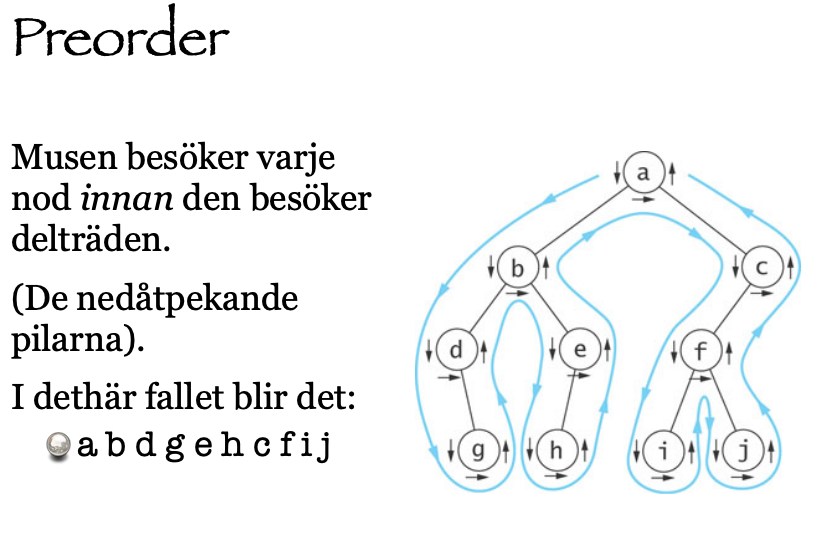 Preorder
Musen besöker varje
nod innan den besöker
delträden.
(De nedåtpekande
pilarna).
I dethär fallet blir det:
a b d g e h c f i j
a
b
c
d
e
f
g
h
i
j